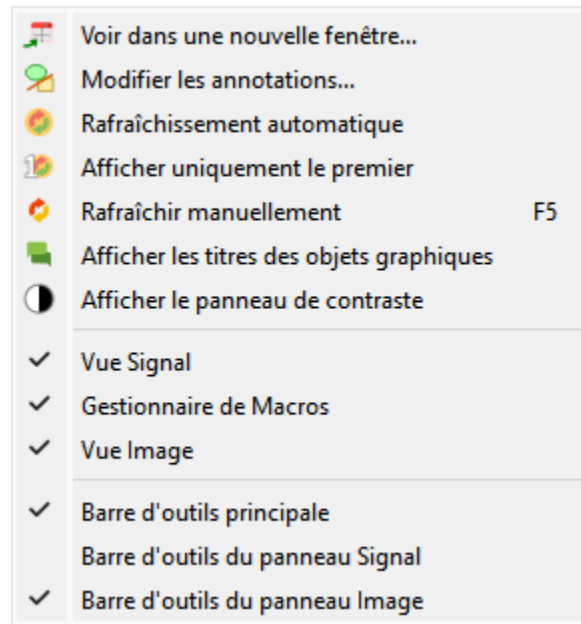 Voir dans une nouvelle fenêtre...
Modifier les annotations...
Rafraîchissement automatique
Afficher uniquement le premier
Rafraîchir manuellement F5
Afficher les titres des objets graphiques
Afficher le panneau de contraste
Vue Signal
Gestionnaire de Macros
Vue Image
Barre d'outils principale
Barre d'outils du panneau Signal
Barre d'outils du panneau Image